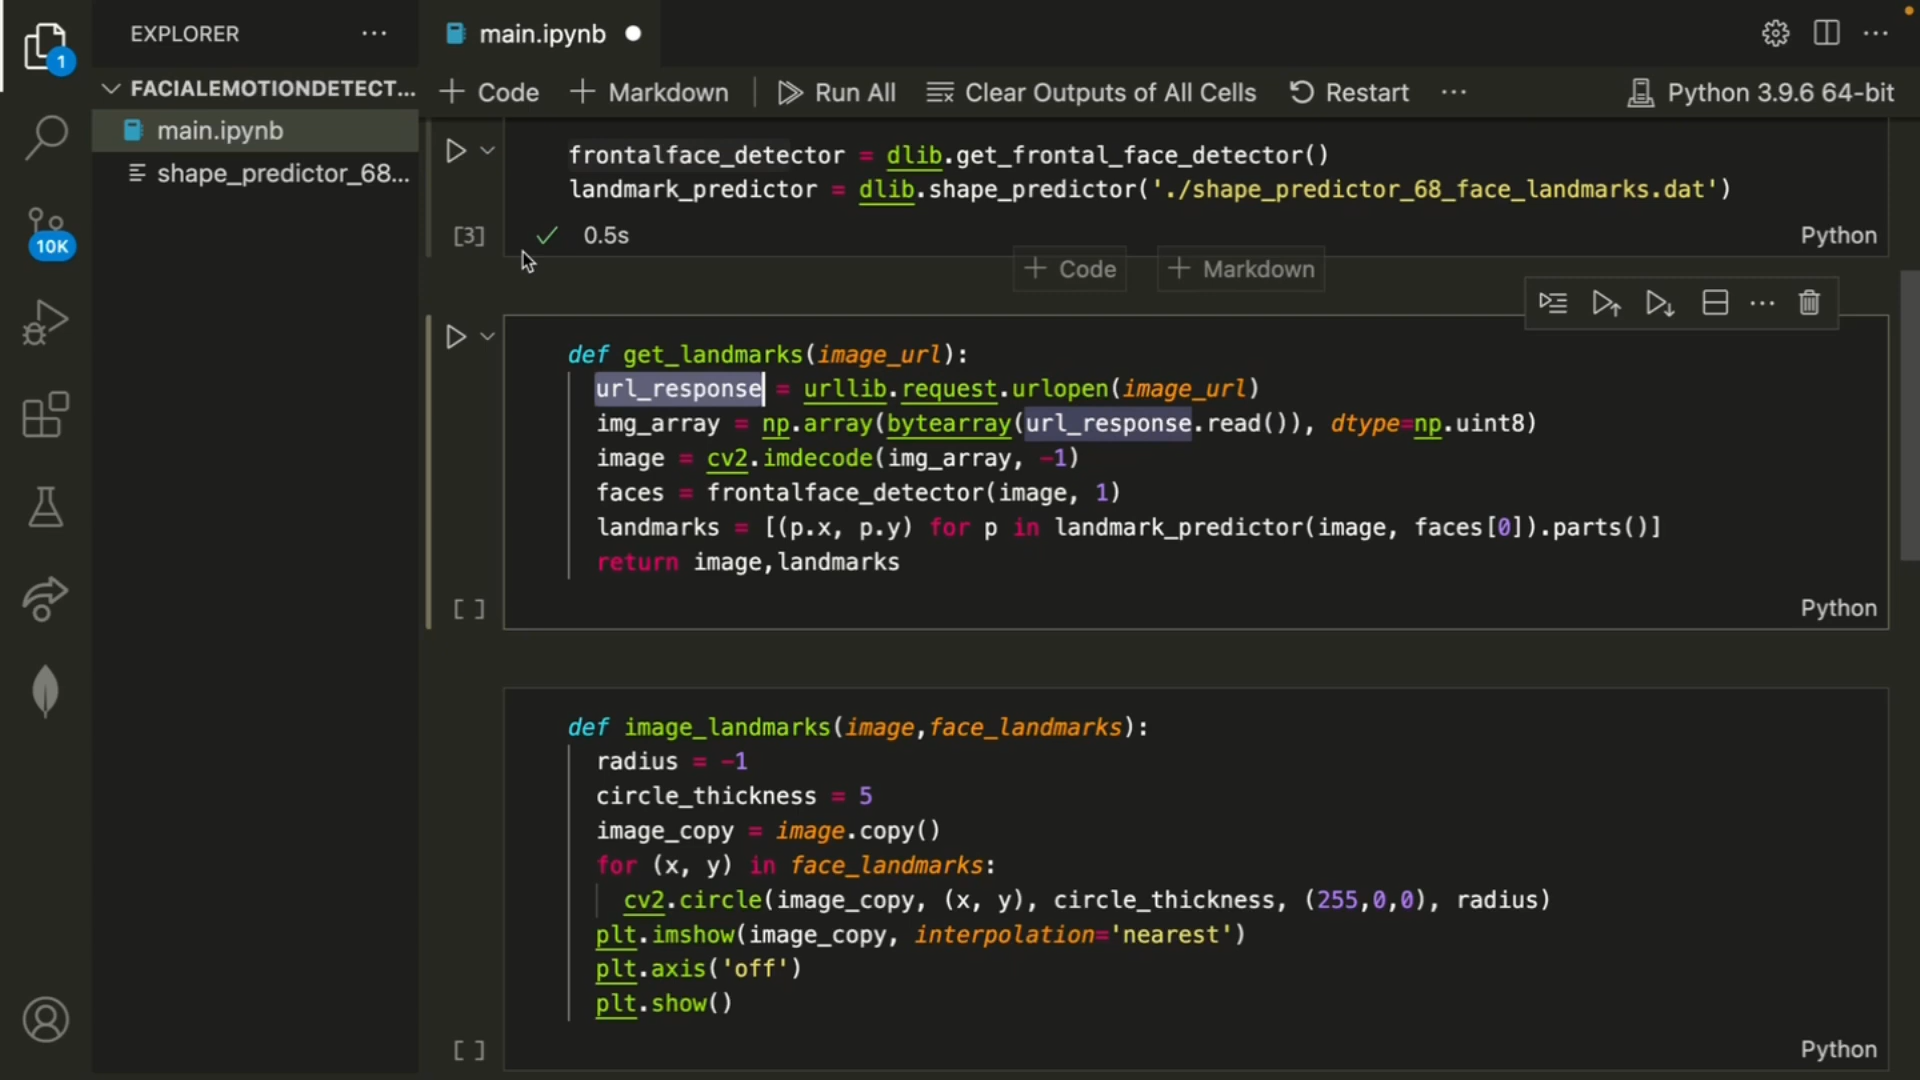 EXPLORER
main.ipynb
1
FACIALEMOTIONDETECT...
main.ipynb
shape_predictor_68...
10K
Code Markdown Run All Clear Outputs of All Cells Restart Python 3.9.6 64-bit
frontalface_detector = dlib.get_frontal_face_detector()
landmark_predictor = dlib.shape_predictor('./shape_predictor_68_face_landmarks.dat')
[3] 0.5s Python
+ Code + Markdown
def get_landmarks(image_url):
url_response = urllib.request.urlopen(image_url)
img_array = np.array(bytearray(url_response.read()), dtype=np.uint8)
image = cv2.imdecode(img_array, -1)
faces = frontalface_detector(image, 1)
landmarks = [(p.x, p.y) for p in landmark_predictor(image, faces[0]).parts()]
return image,landmarks
[ ] Python
def image_landmarks(image,face_landmarks):
radius = -1
circle_thickness = 5
image_copy = image.copy()
for (x, y) in face_landmarks:
cv2.circle(image_copy, (x, y), circle_thickness, (255,0,0), radius)
plt.imshow(image_copy, interpolation='nearest')
plt.axis('off')
plt.show()
[ ] Python